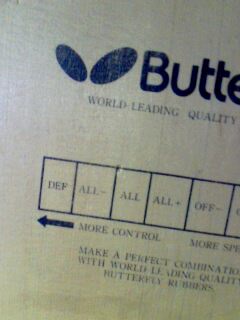 Butte
WORLD-LEADING QUALITY
DEF ALL- ALL ALL+ OFF-
MORE CONTROL MORE SPE
MAKE A PERFECT COMBINATIO
WITH WORLD-LEADING QUALITY
BUTTERFLY RUBBERS.